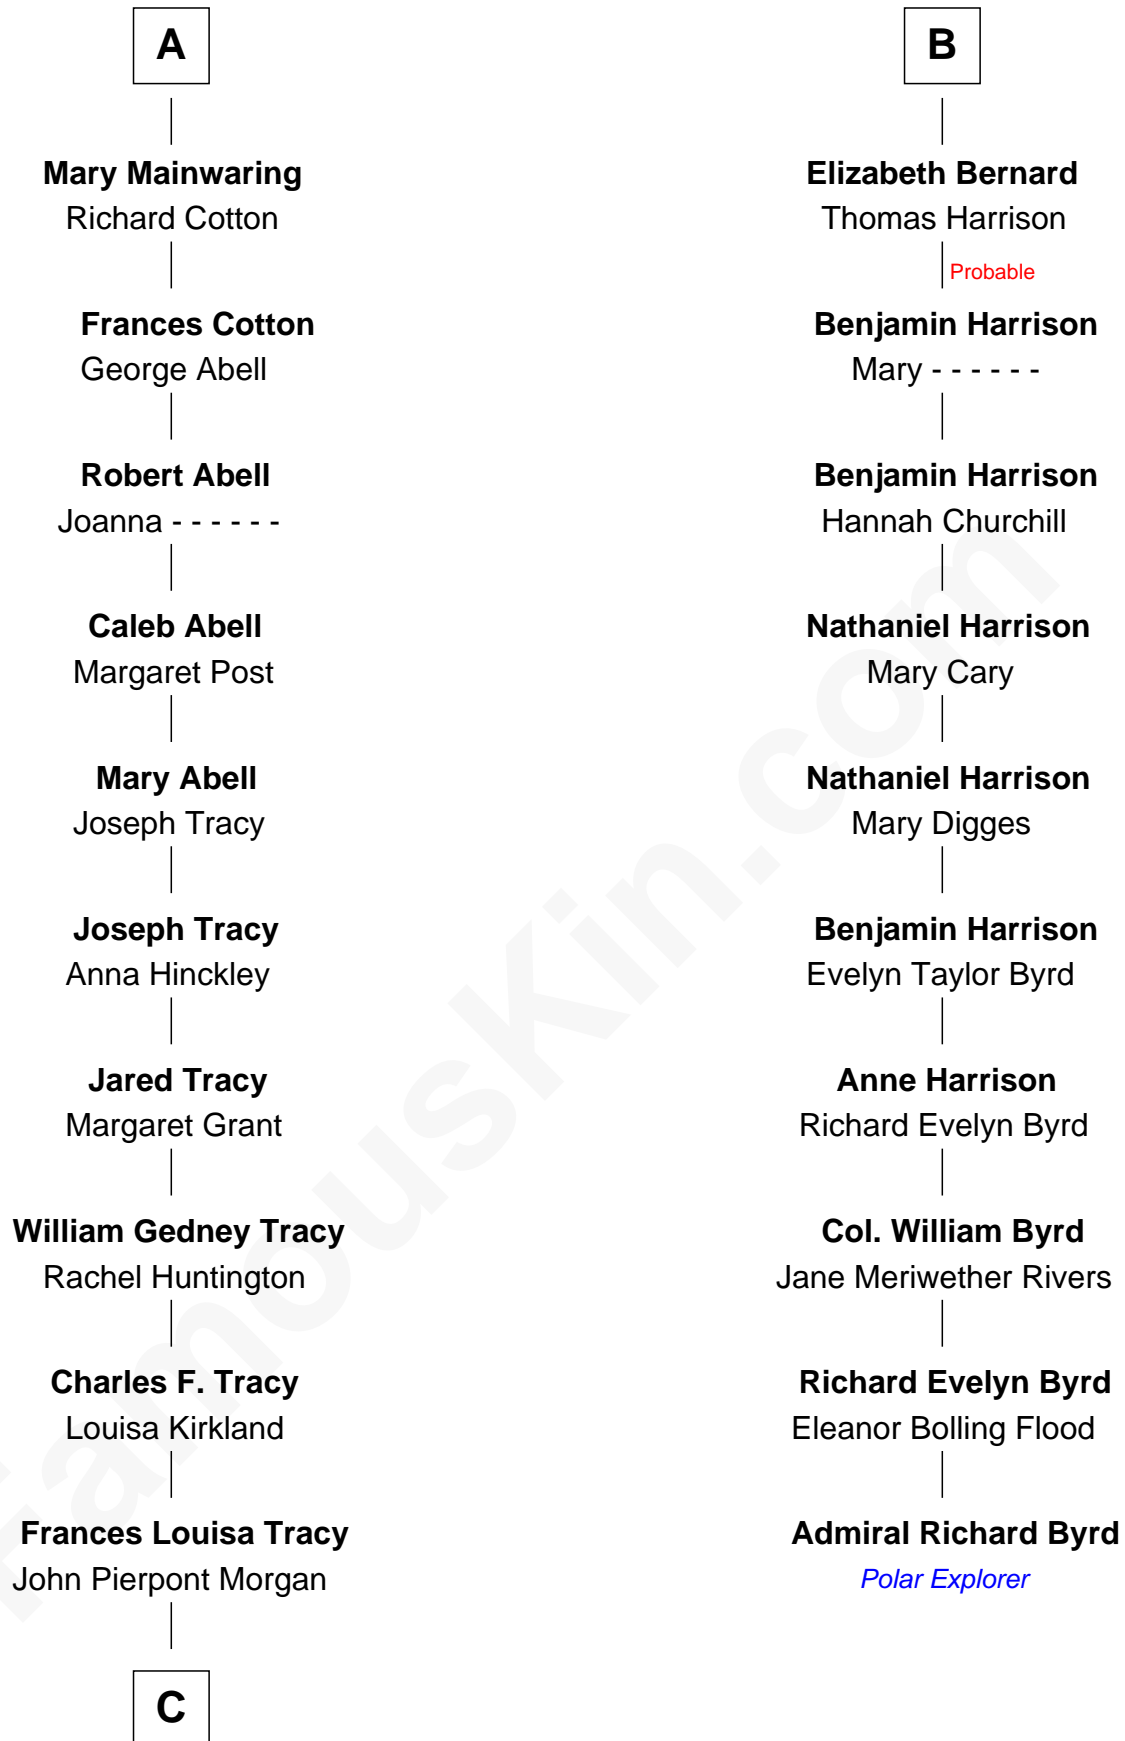 A
Mary Mainwaring
Richard Cotton
Frances Cotton
George Abell
Robert Abell
Joanna - - - - - -
Caleb Abell
Margaret Post
Mary Abell
Joseph Tracy
Joseph Tracy
Anna Hinckley
Jared Tracy
Margaret Grant
William Gedney Tracy
Rachel Huntington
Charles F. Tracy
Louisa Kirkland
Frances Louisa Tracy
John Pierpont Morgan
C
B
Elizabeth Bernard
Thomas Harrison
Probable
Benjamin Harrison
Mary - - - - - -
Benjamin Harrison
Hannah Churchill
Nathaniel Harrison
Mary Cary
Nathaniel Harrison
Mary Digges
Benjamin Harrison
Evelyn Taylor Byrd
Anne Harrison
Richard Evelyn Byrd
Col. William Byrd
Jane Meriwether Rivers
Richard Evelyn Byrd
Eleanor Bolling Flood
Admiral Richard Byrd
Polar Explorer
FamousKin.com